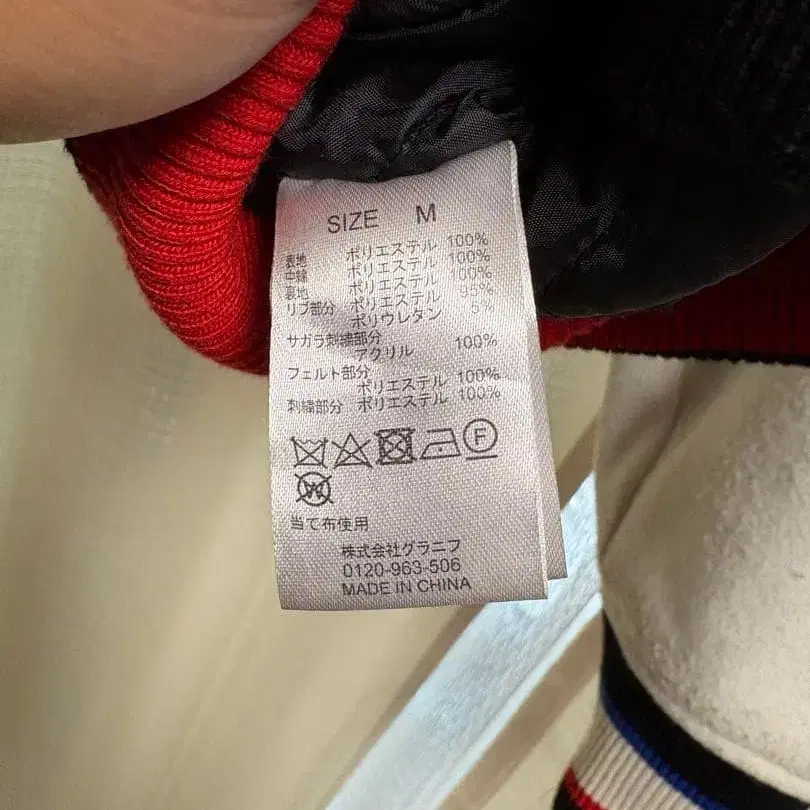 SIZE M
表地 ポリエステル 100%
中綿 ポリエステル 100%
裏地 ポリエステル 100%
リブ部分 ポリエステル 95%
ポリウレタン 5%
サガラ刺繍部分
アクリル 100%
フェルト部分
ポリエステル 100%
刺繍部分 ポリエステル 100%
F
W
当て布使用
株式会社グラニフ
0120-963-506
MADE IN CHINA